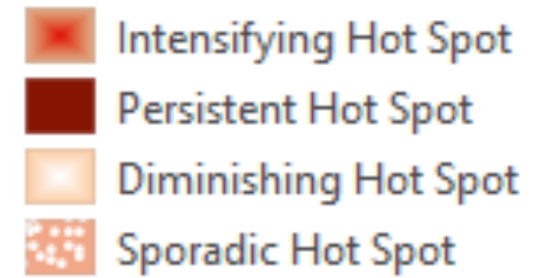 Intensifying Hot Spot
Persistent Hot Spot
Diminishing Hot Spot
Sporadic Hot Spot